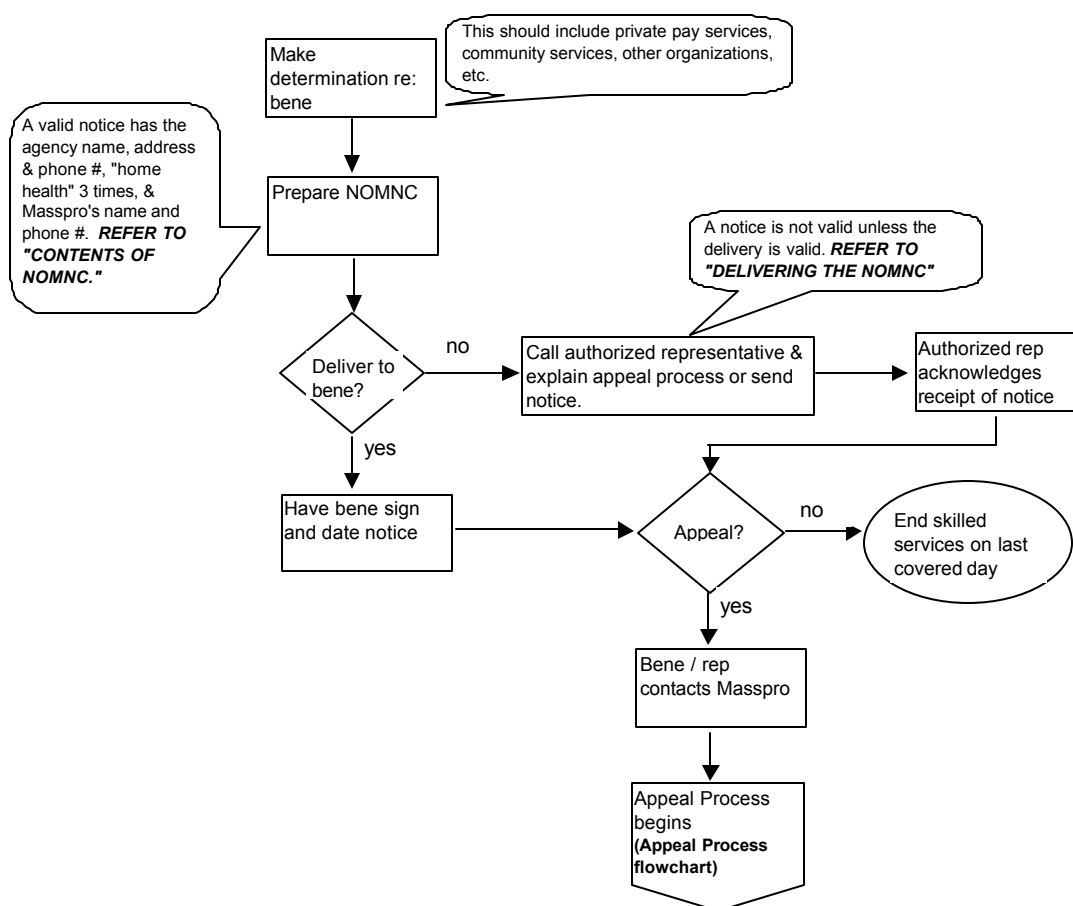 Make
determination re:
bene
This should include private pay services,
community services, other organizations,
etc.
A valid notice has the
agency name, address
& phone #, "home
health" 3 times, &
Masspro's name and
phone #. REFER TO
"CONTENTS OF
NOMNC."
Prepare NOMNC
A notice is not valid unless the
delivery is valid. REFER TO
"DELIVERING THE NOMNC"
Deliver to
bene?
no
Call authorized representative &
explain appeal process or send
notice.
Authorized rep
acknowledges
receipt of notice
yes
Have bene sign
and date notice
Appeal?
no
End skilled
services on last
covered day
yes
Bene / rep
contacts Masspro
Appeal Process
begins
(Appeal Process
flowchart)